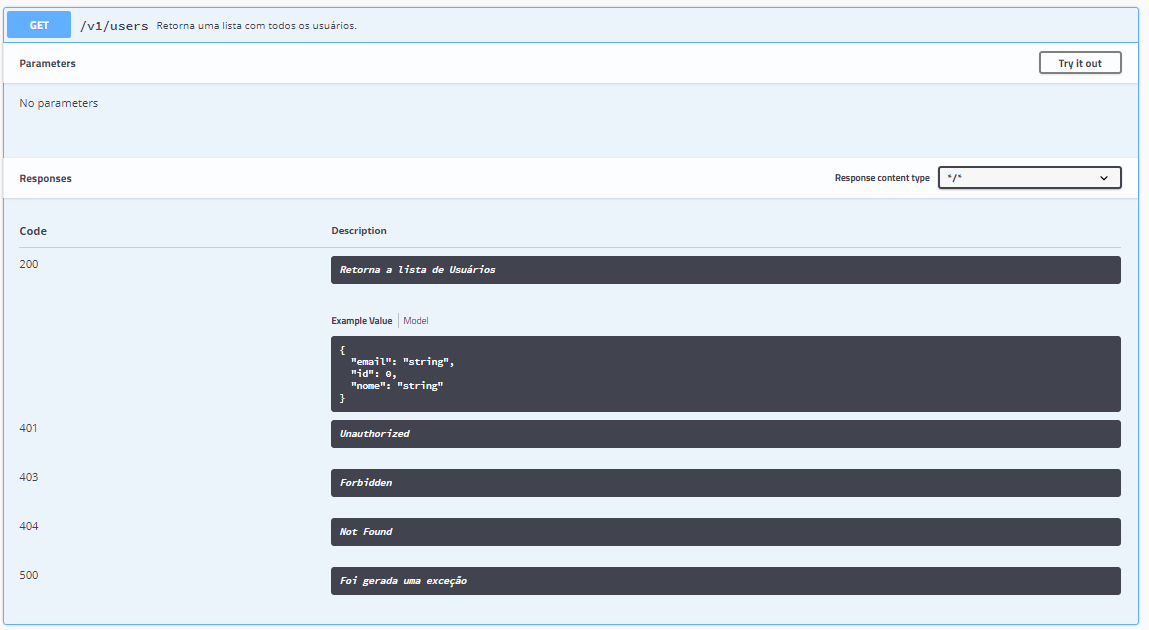 GET /v1/users Retorna uma lista com todos os usuários.
Parameters Try it out
No parameters
Responses Response content type */*
Code Description
200 Retorna a lista de Usuários
Example Value Model
{
"email": "string",
"id": 0,
"nome": "string"
}
401 Unauthorized
403 Forbidden
404 Not Found
500 Foi gerada uma exceção